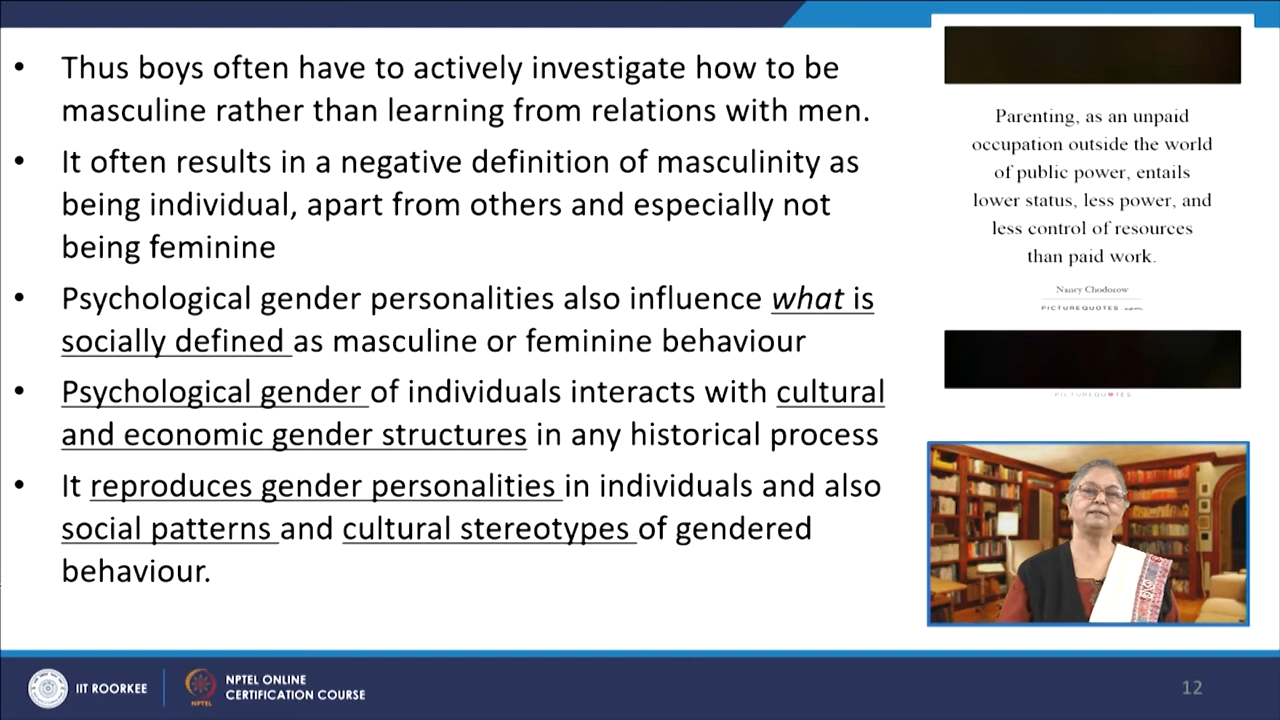 • Thus boys often have to actively investigate how to be
masculine rather than learning from relations with men.
• It often results in a negative definition of masculinity as
being individual, apart from others and especially not
being feminine
• Psychological gender personalities also influence what is
socially defined as masculine or feminine behaviour
• Psychological gender of individuals interacts with cultural
and economic gender structures in any historical process
• It reproduces gender personalities in individuals and also
social patterns and cultural stereotypes of gendered
behaviour.
Parenting, as an unpaid
occupation outside the world
of public power, entails
lower status, less power, and
less control of resources
than paid work.
Nancy Chodorow
PICTUREQUOTES
PICTUREQUOTES
IIT ROORKEE
NPTEL
NPTEL ONLINE
CERTIFICATION COURSE
12